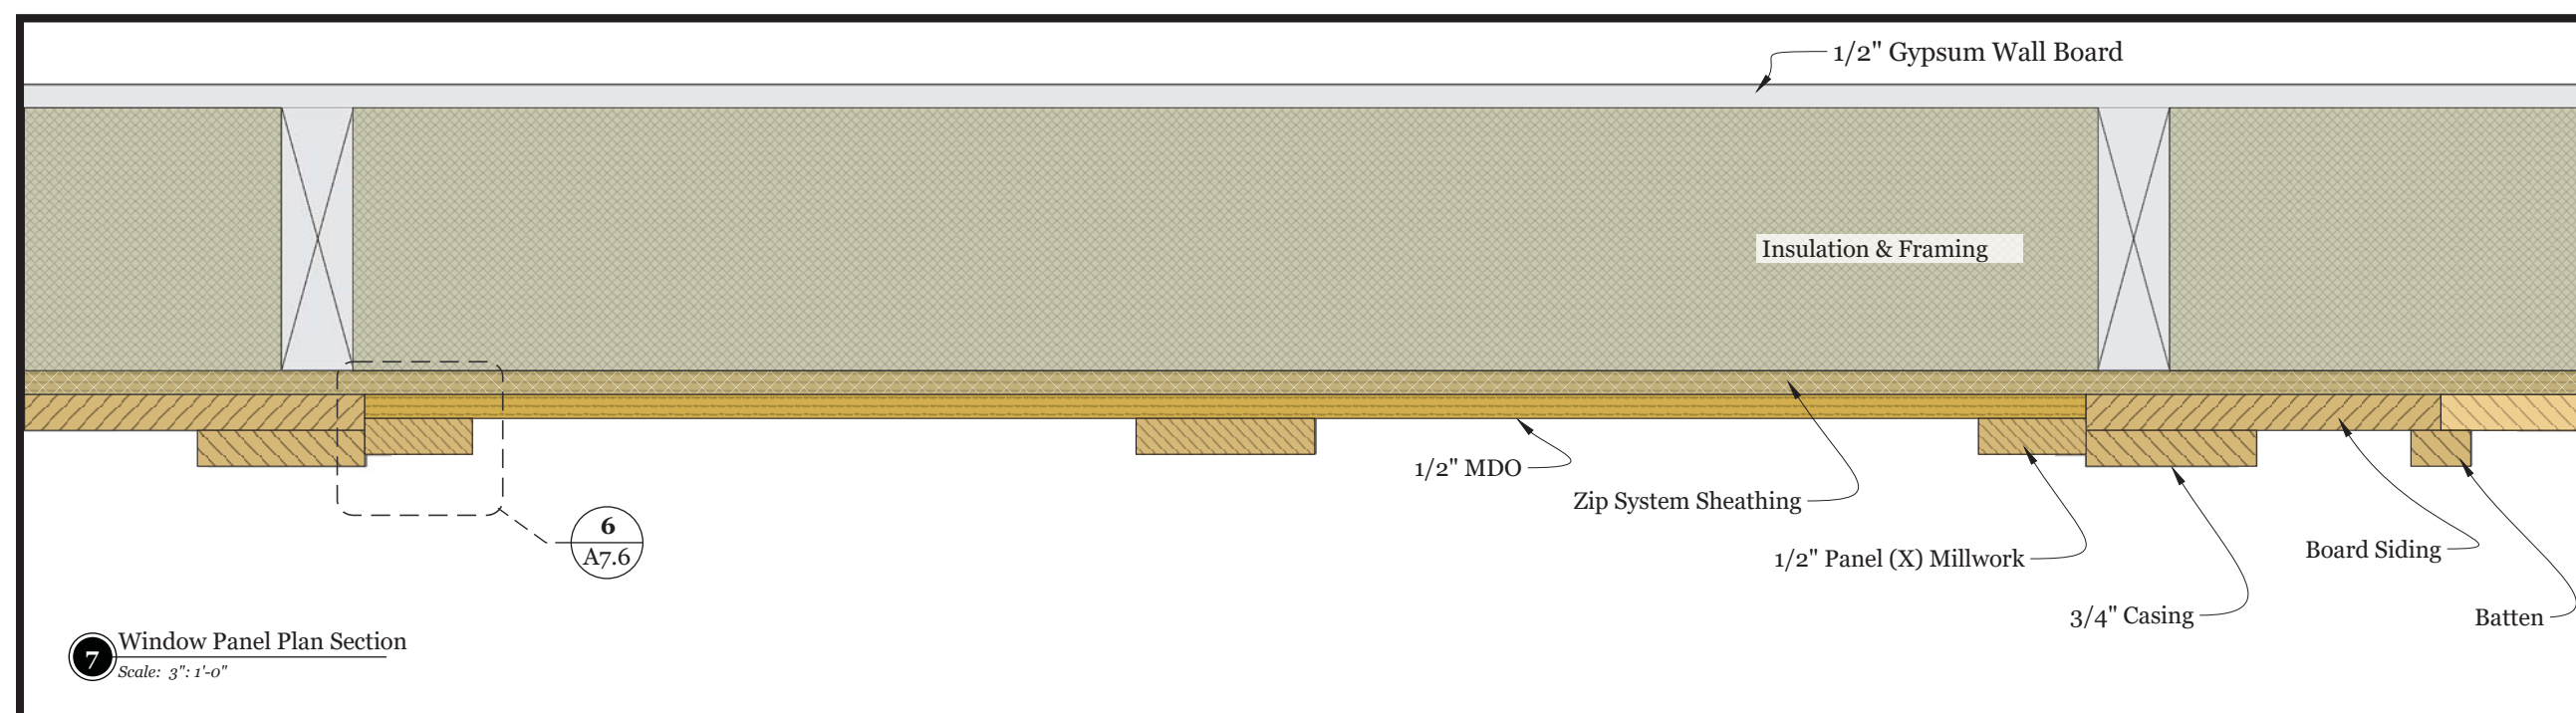 1/2" Gypsum Wall Board
Insulation & Framing
1/2" MDO
Zip System Sheathing
6
A7.6
1/2" Panel (X) Millwork
Board Siding
3/4" Casing
Batten
7
Window Panel Plan Section
Scale: 3": 1'-0"